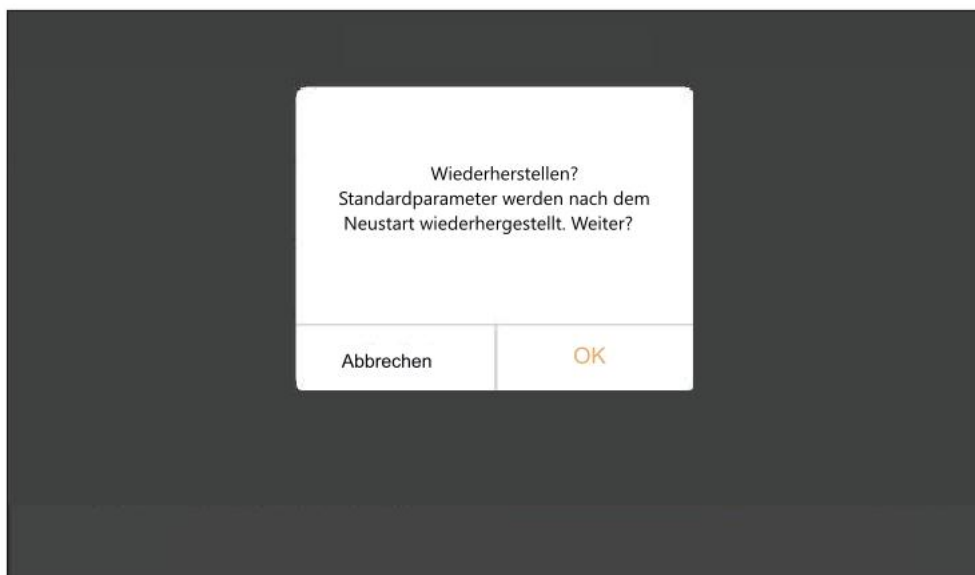 Wiederherstellen?
Standardparameter werden nach dem
Neustart wiederhergestellt. Weiter?
Abbrechen
OK